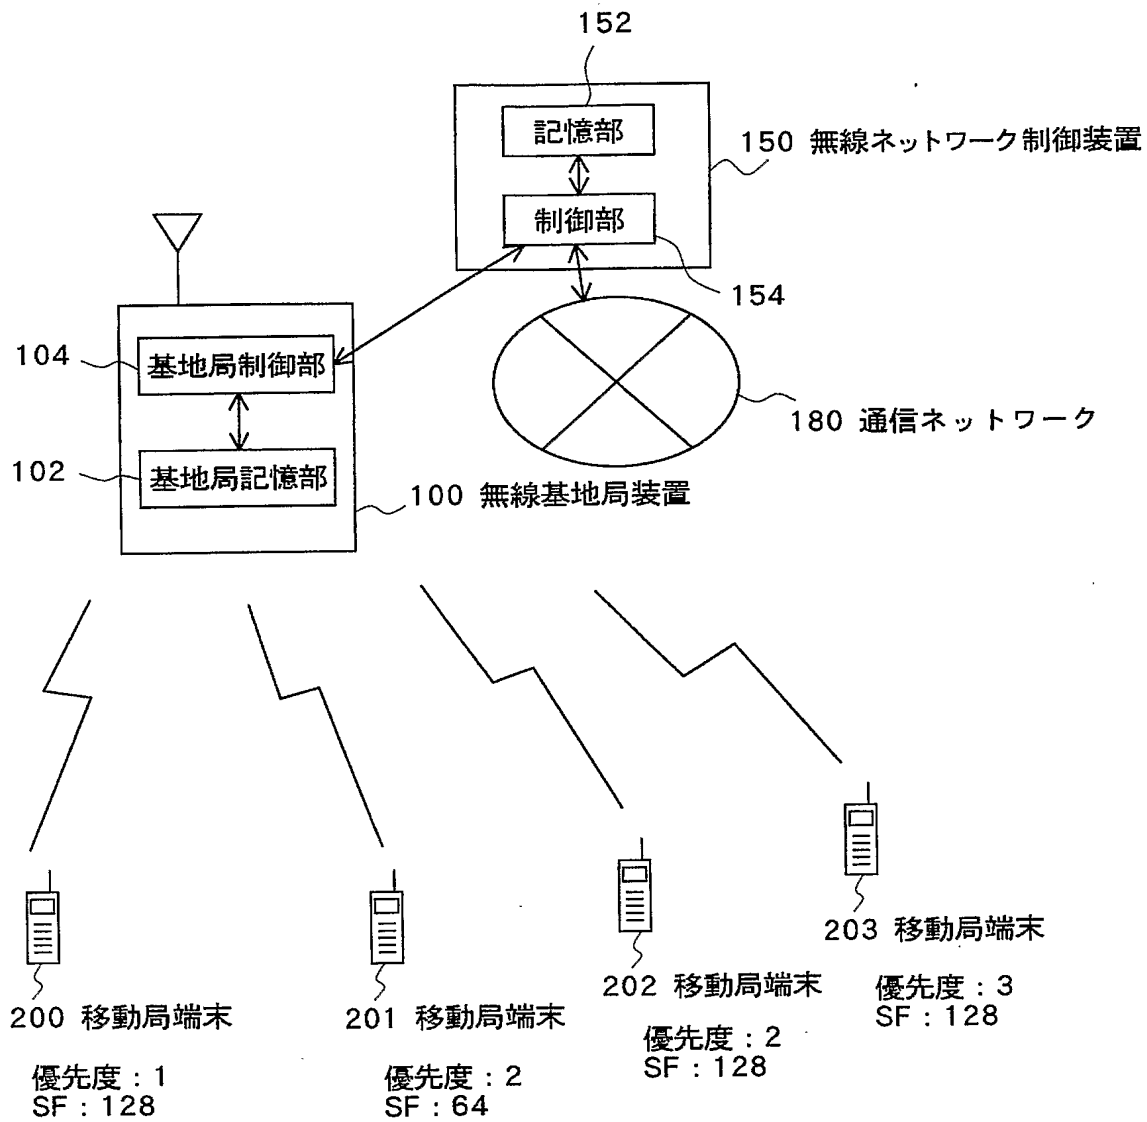 152
記憶部
150 無線ネットワーク制御装置
制御部
154
104
基地局制御部
180 通信ネットワーク
102
基地局記憶部
100 無線基地局装置
203 移動局端末
優先度:3
SF:128
202 移動局端末
優先度:2
SF:128
200 移動局端末
優先度:1
SF:128
201 移動局端末
優先度:2
SF:64